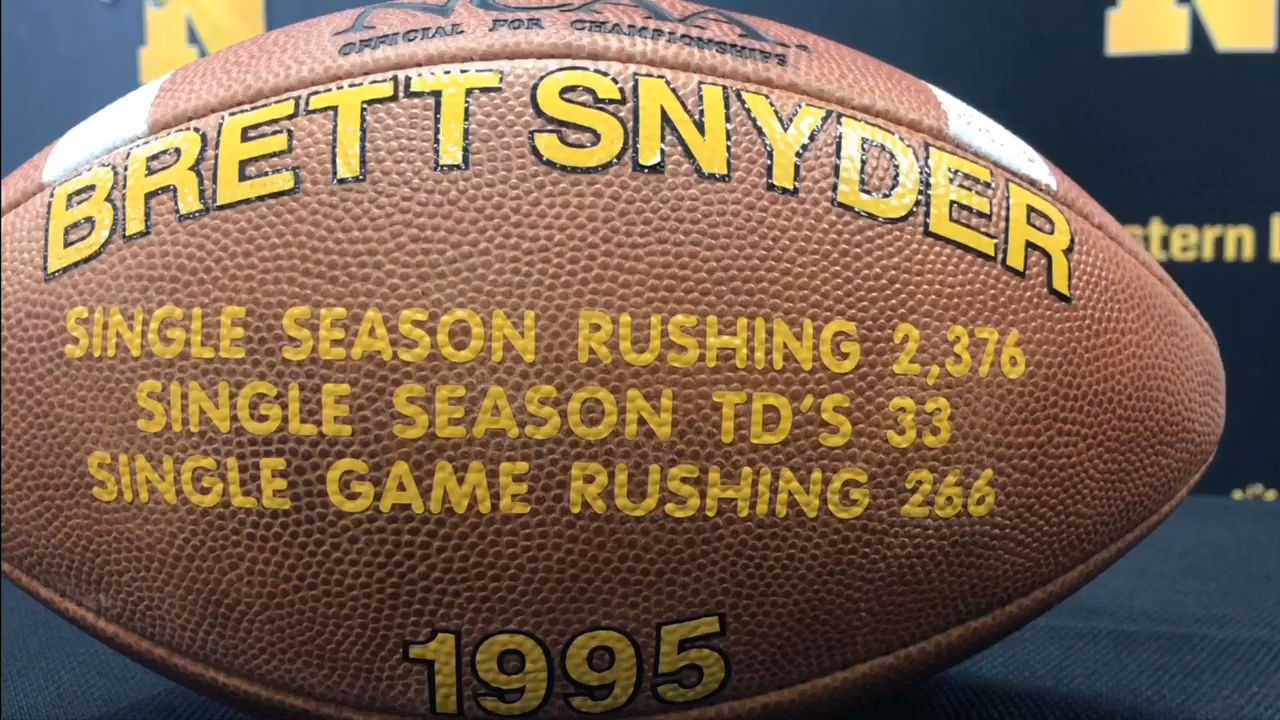 NCAA
OFFICIAL FOR CHAMPIONSHIPS
BRETT SNYDER
SINGLE SEASON RUSHING 2,376
SINGLE SEASON TD'S 33
SINGLE GAME RUSHING 266
1995
N
N
stern